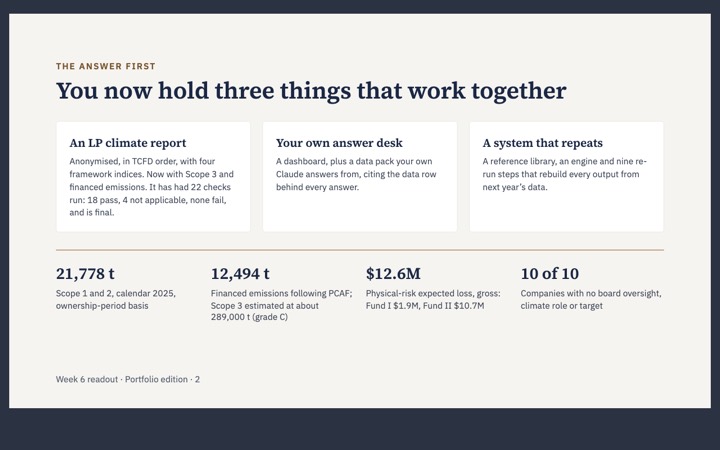 THE ANSWER FIRST
You now hold three things that work together
An LP climate report
Anonymised, in TCFD order, with four
framework indices. Now with Scope 3 and
financed emissions. It has had 22 checks
run: 18 pass, 4 not applicable, none fail,
and is final.
Your own answer desk
A dashboard, plus a data pack your own
Claude answers from, citing the data row
behind every answer.
A system that repeats
A reference library, an engine and nine re-
run steps that rebuild every output from
next year’s data.
21,778 t
Scope 1 and 2, calendar 2025,
ownership-period basis
12,494 t
Financed emissions following PCAF;
Scope 3 estimated at about
289,000 t (grade C)
$12.6M
Physical-risk expected loss, gross:
Fund I $1.9M, Fund II $10.7M
10 of 10
Companies with no board oversight,
climate role or target
Week 6 readout · Portfolio edition · 2